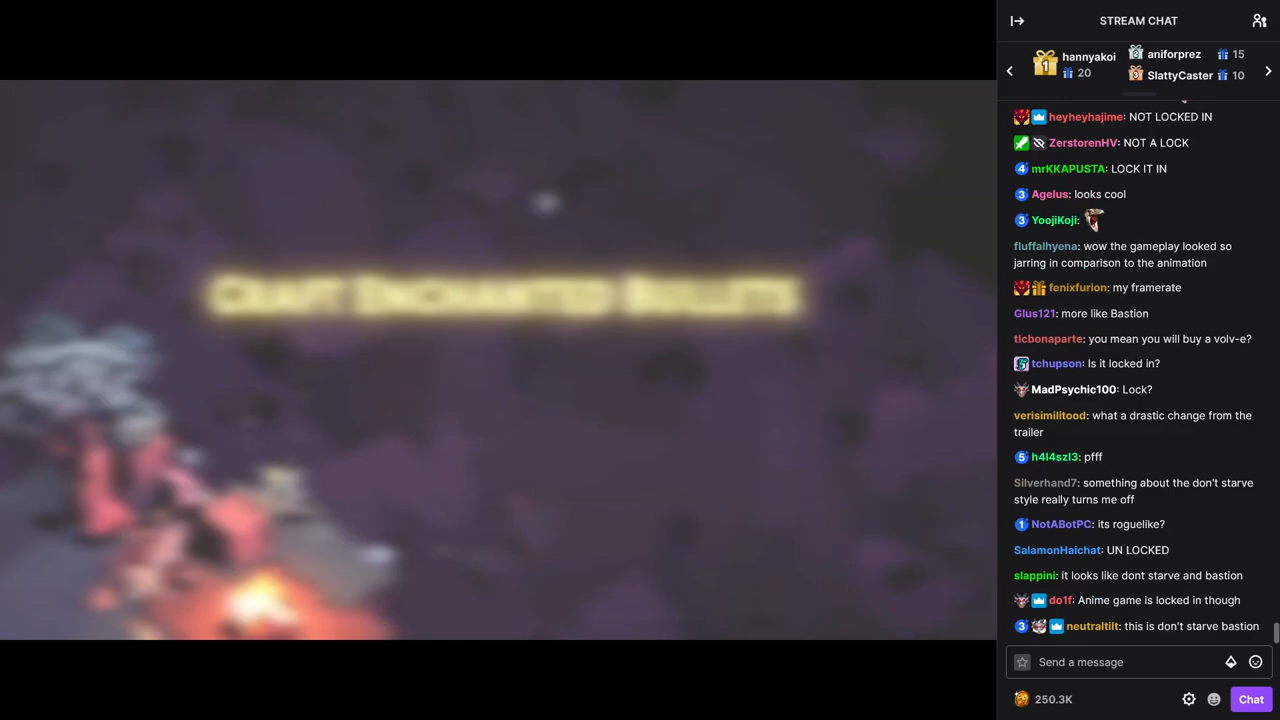 STREAM CHAT
hannyakoi
20
aniforprez 15
SlattyCaster 10
heyheyhajime: NOT LOCKED IN
ZerstorenHV: NOT A LOCK
mrKKAPUSTA: LOCK IT IN
Agelus: looks cool
YoojiKoji:
fluffalhyena: wow the gameplay looked so
jarring in comparison to the animation
fenixfurion: my framerate
Glus121: more like Bastion
tlcbonaparte: you mean you will buy a volv-e?
tchupson: Is it locked in?
MadPsychic100: Lock?
verisimilitood: what a drastic change from the
trailer
h4l4szl3: pfff
Silverhand7: something about the don't starve
style really turns me off
NotABotPC: its roguelike?
SalamonHaichat: UN LOCKED
slappini: it looks like dont starve and bastion
do1f: Anime game is locked in though
neutraltilt: this is don't starve bastion
Send a message
250.3K
Chat